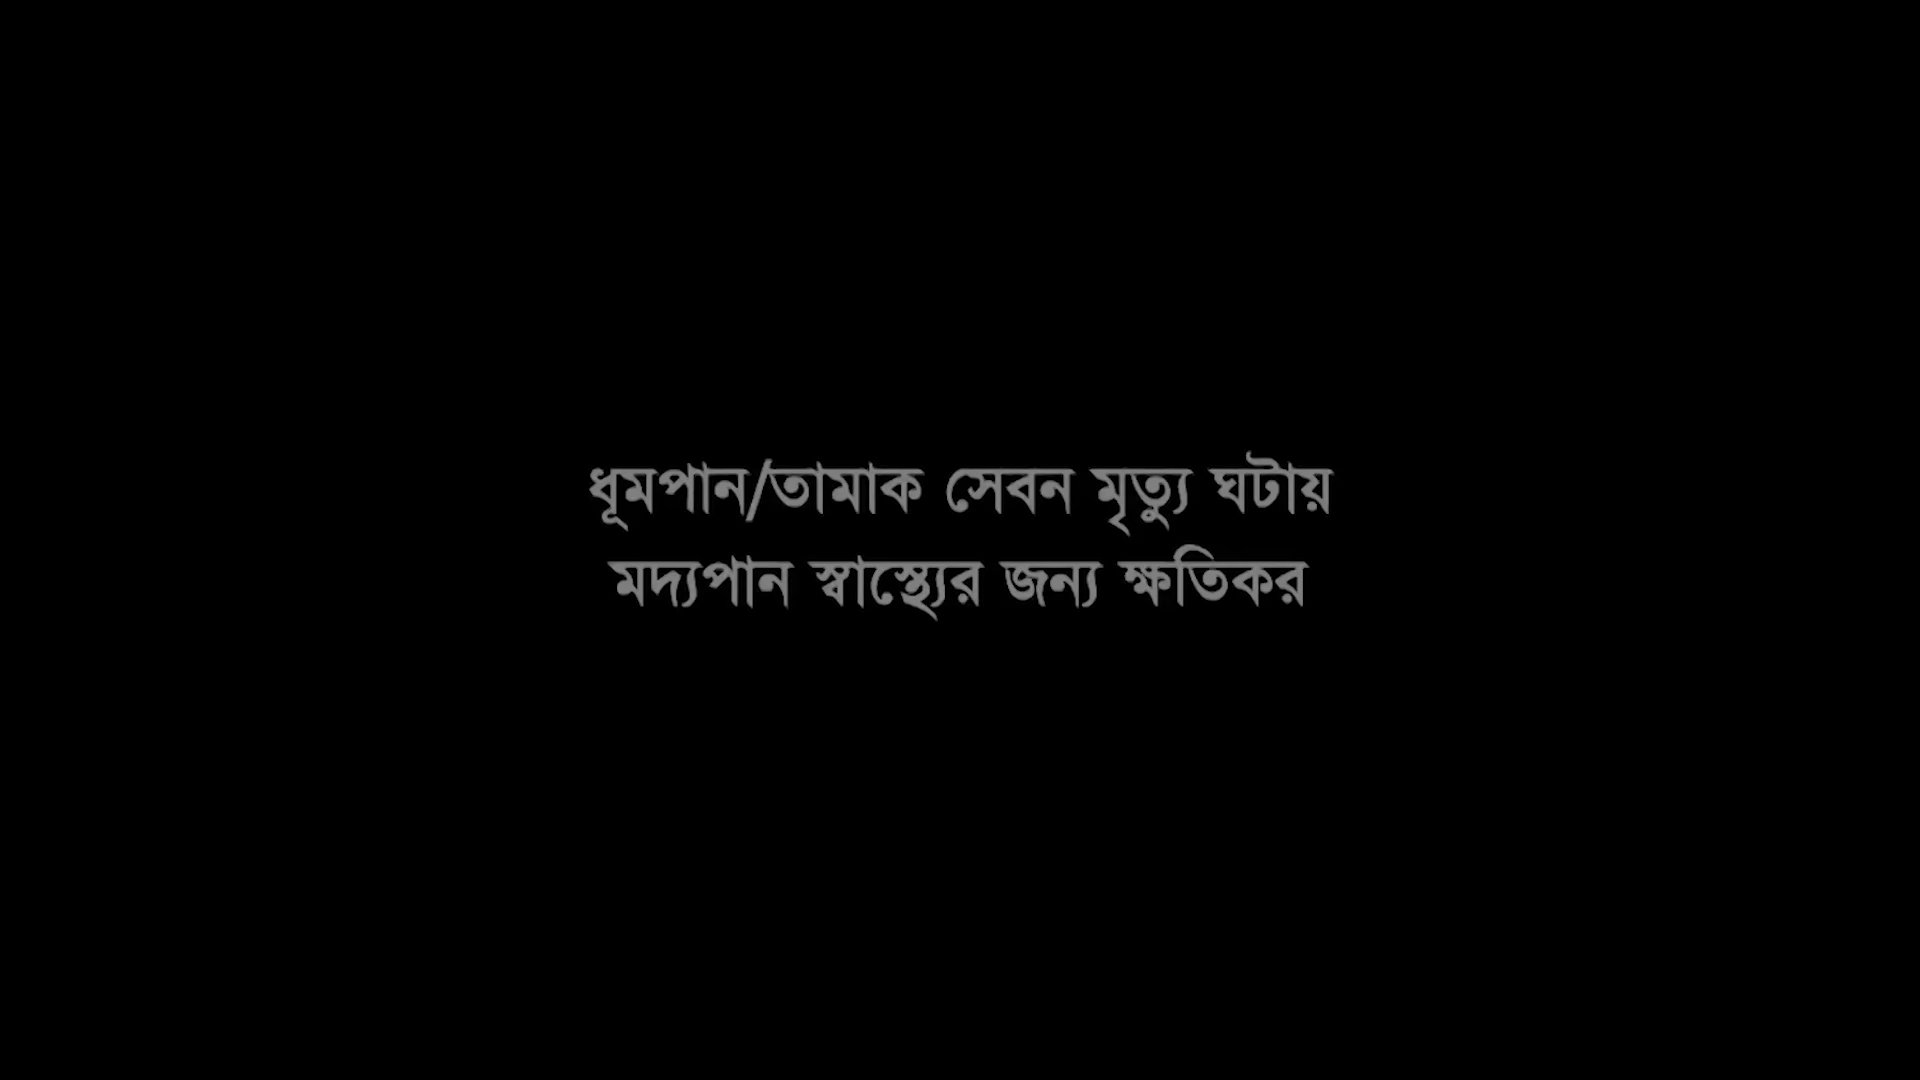 ধূমপান/তামাক সেবন মৃত্যু ঘটায়
মদ্যপান স্বাস্থ্যের জন্য ক্ষতিকর